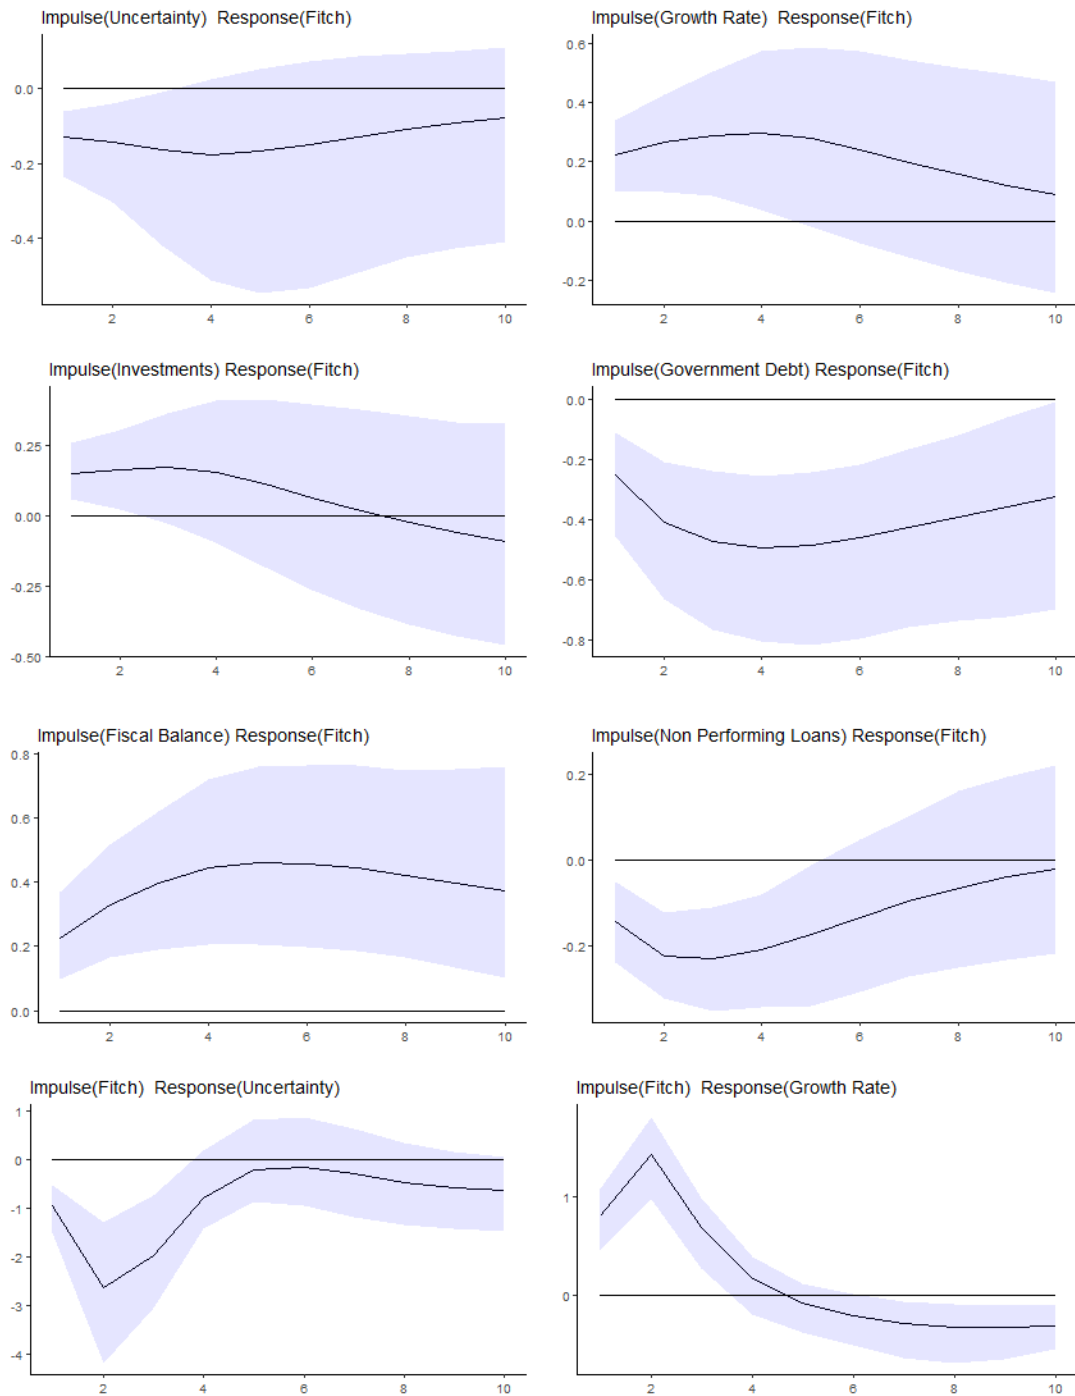 Impulse(Uncertainty)  Response(Fitch)
0.0
-0.2
-0.4
2 4 6 8 10
Impulse(Growth Rate)  Response(Fitch)
0.6
0.4
0.2
0.0
-0.2
2 4 6 8 10
Impulse(Investments) Response(Fitch)
0.25
0.00
-0.25
-0.50
2 4 6 8 10
Impulse(Government Debt) Response(Fitch)
0.0
-0.2
-0.4
-0.6
-0.8
2 4 6 8 10
Impulse(Fiscal Balance) Response(Fitch)
0.8
0.6
0.4
0.2
0.0
2 4 6 8 10
Impulse(Non Performing Loans) Response(Fitch)
0.2
0.0
-0.2
2 4 6 8 10
Impulse(Fitch)  Response(Uncertainty)
1
0
-1
-2
-3
-4
2 4 6 8 10
Impulse(Fitch)  Response(Growth Rate)
1
0
2 4 6 8 10